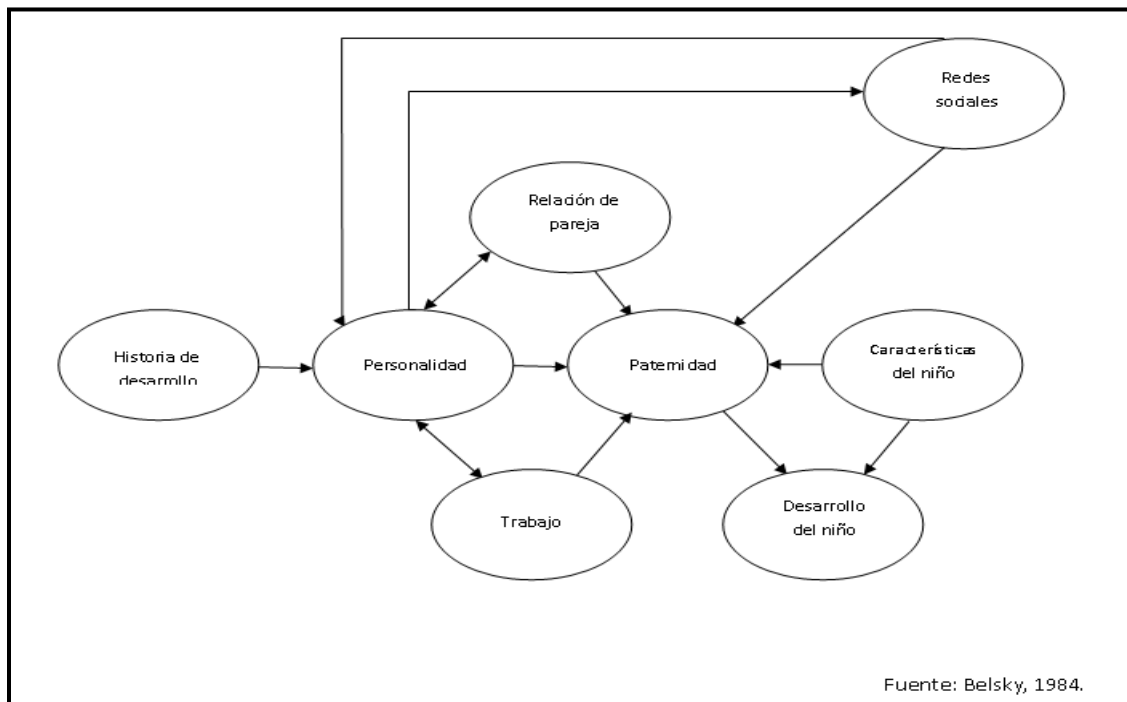 Redes
sociales
Relación de
pareja
Historia de
desarrollo
Personalidad
Paternidad
Características
del niño
Trabajo
Desarrollo
del niño
Fuente: Belsky, 1984.